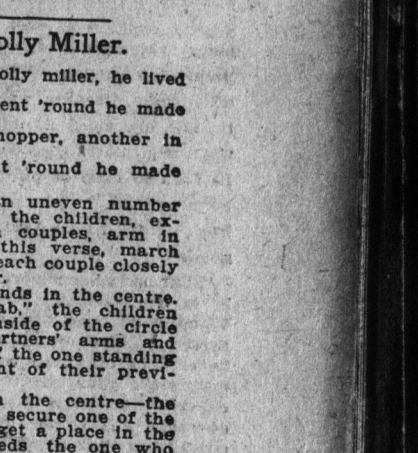 olly Miller.
olly miller, he lived
ent 'round he made
hopper, another in
t 'round he made
n uneven number
the children, ex-
couples, arm in
this verse, march
each couple closely
nds in the centre.
ab," the children
nside of the circle
rtners' arms and
the one standing
nt of their previ-
the centre—the
secure one of the
get a place in the
eds the one who